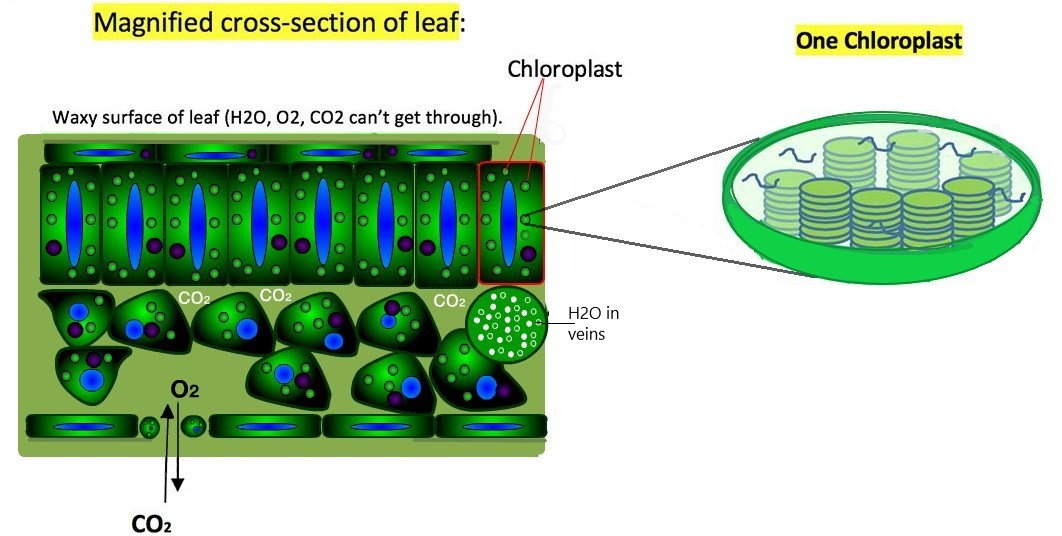 Magnified cross-section of leaf:
One Chloroplast
Chloroplast
Waxy surface of leaf (H2O, O2, CO2 can’t get through).
CO₂
CO₂
CO₂
H2O in
veins
O₂
CO₂